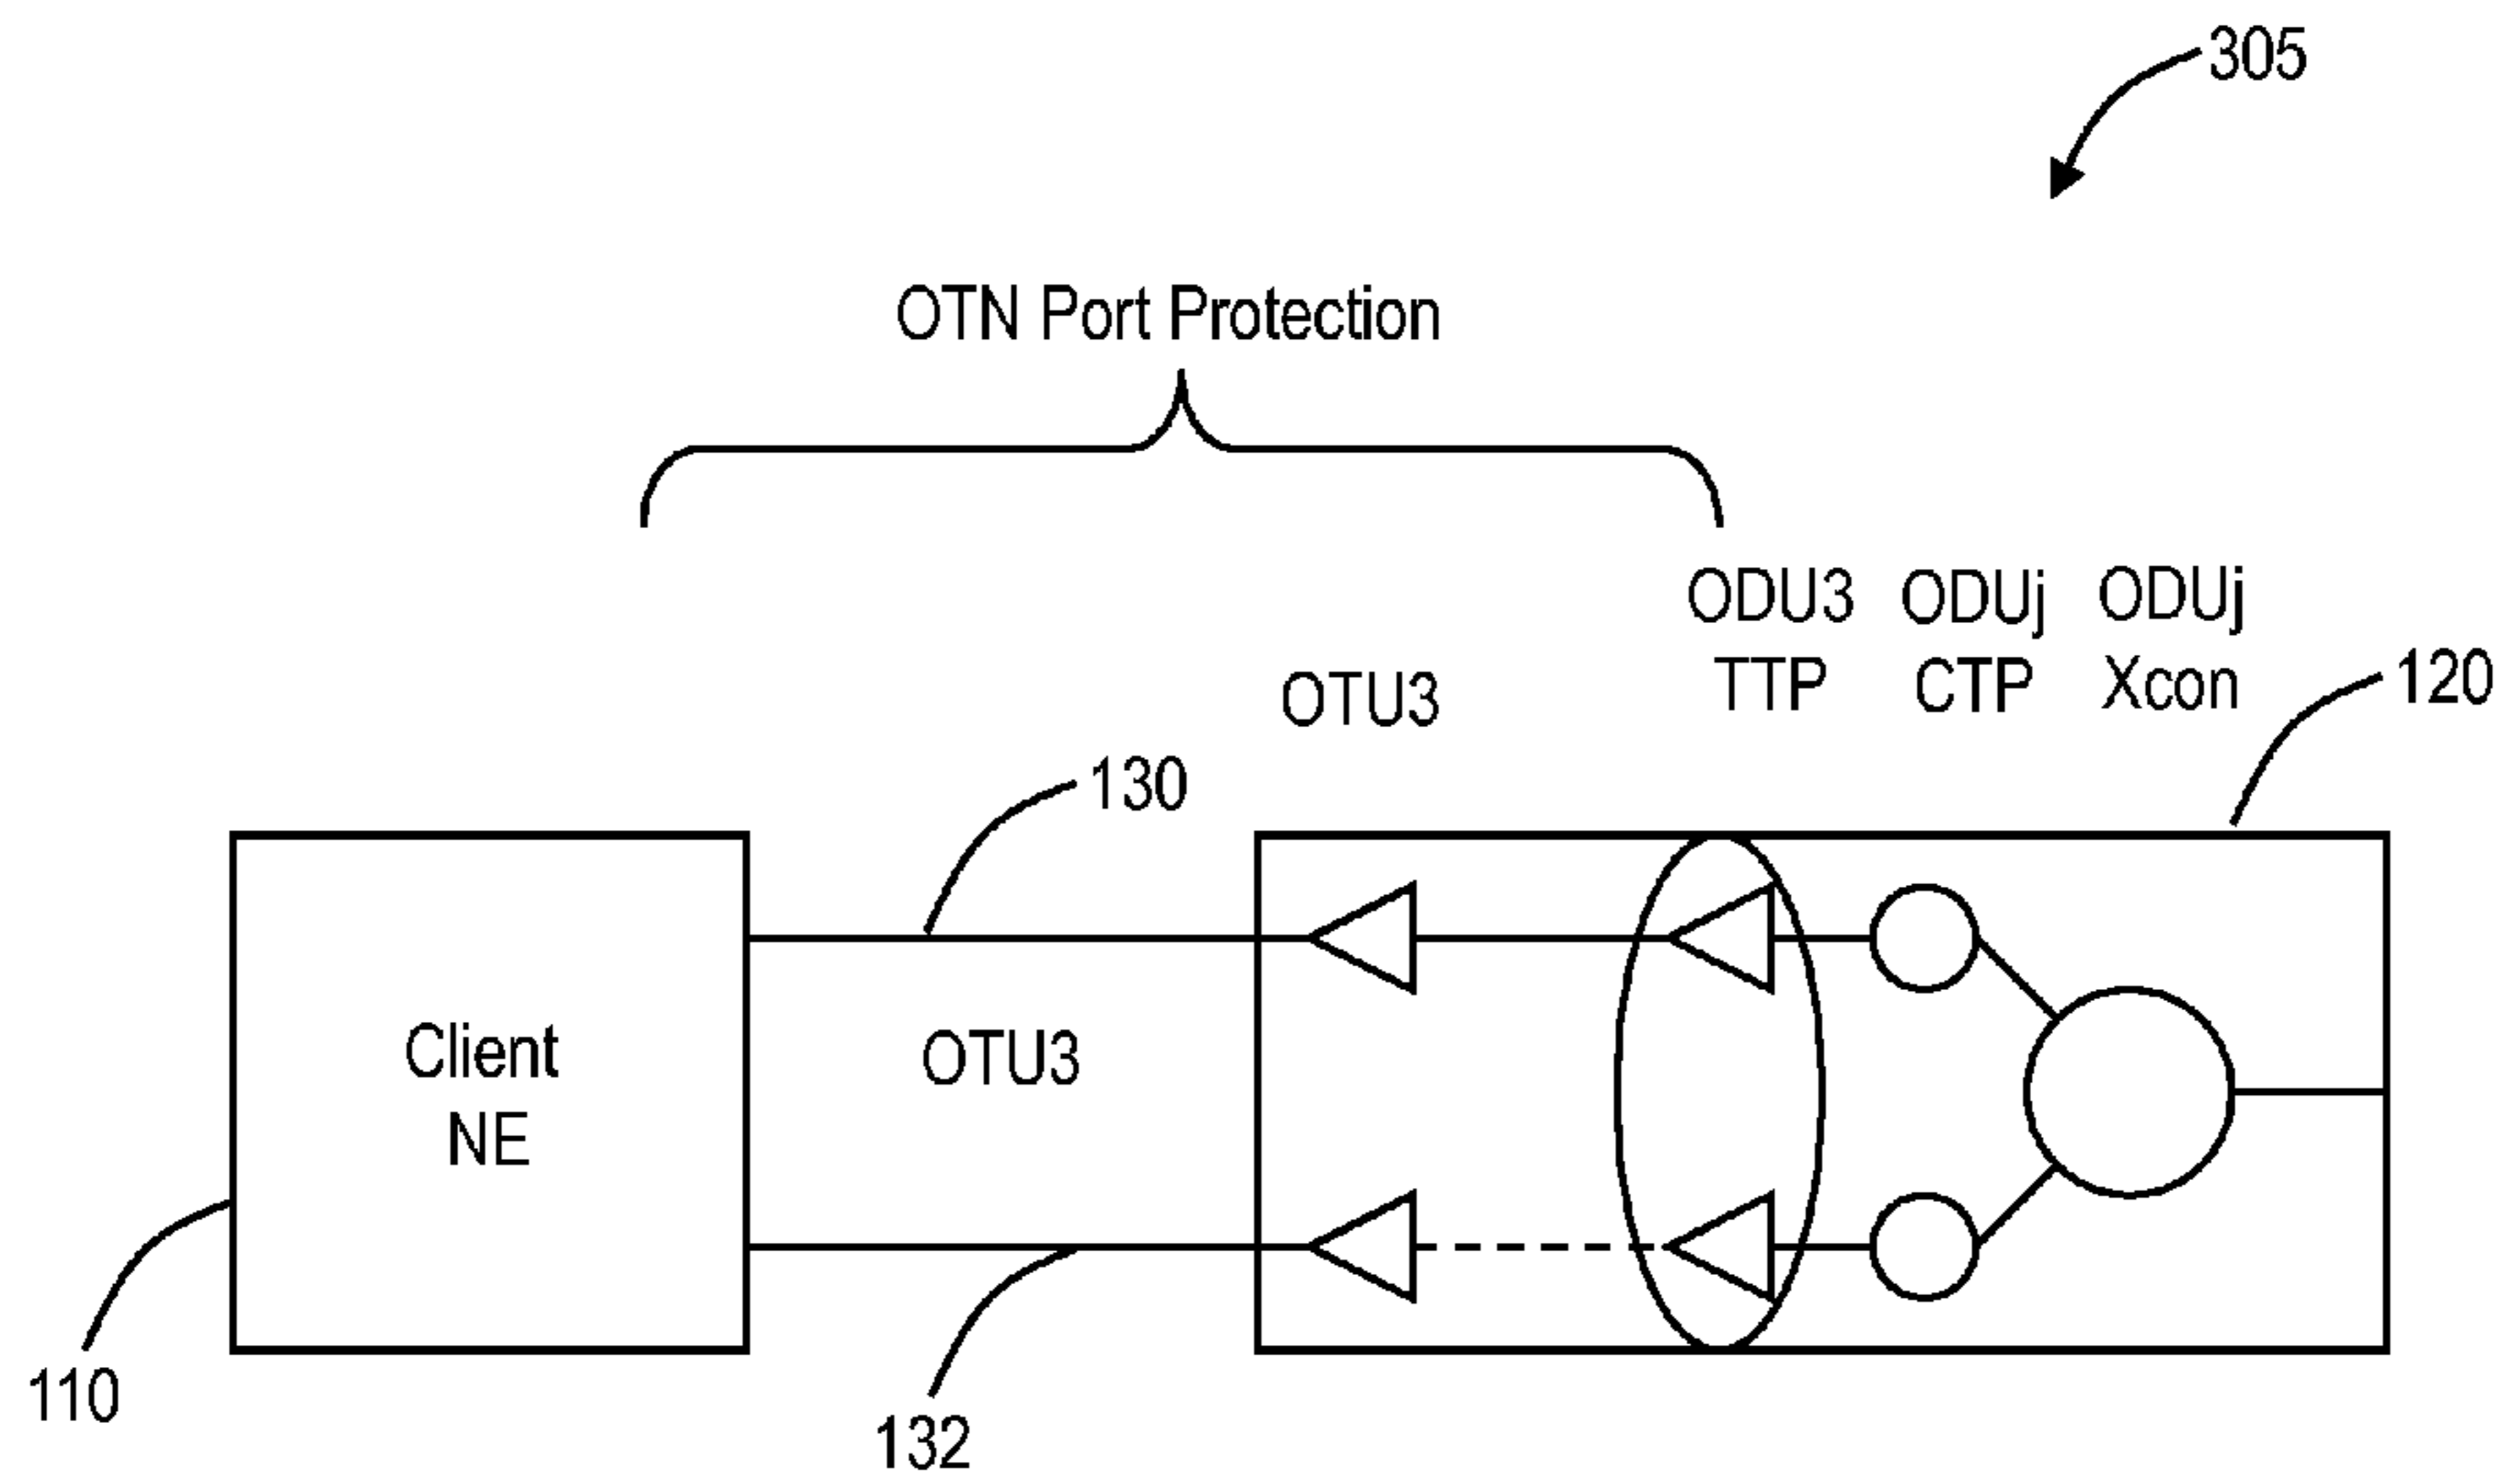 305
OTN Port Protection
ODU3
TTP
ODUj
CTP
ODUj
Xcon
OTU3
120
130
Client
NE
OTU3
110
132